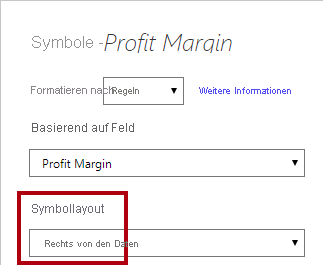 Symbole - Profit Margin
Formatieren nach Regeln Weitere Informationen
Basierend auf Feld
Profit Margin
Symbollayout
Rechts von den Daten